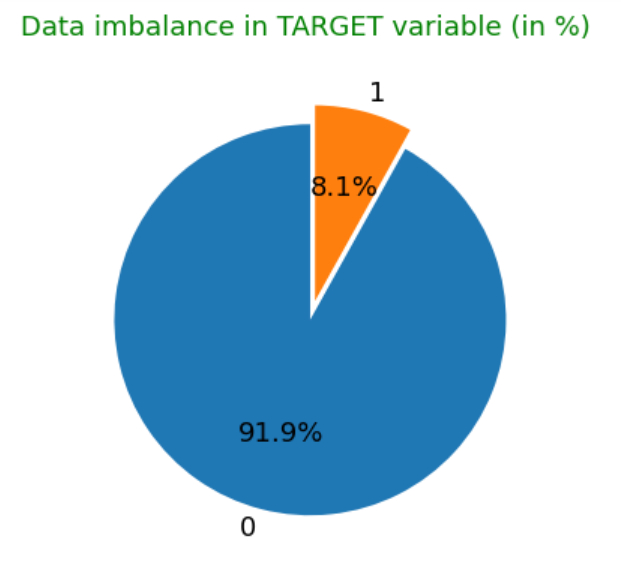 Data imbalance in TARGET variable (in %)
1
8.1%
91.9%
0